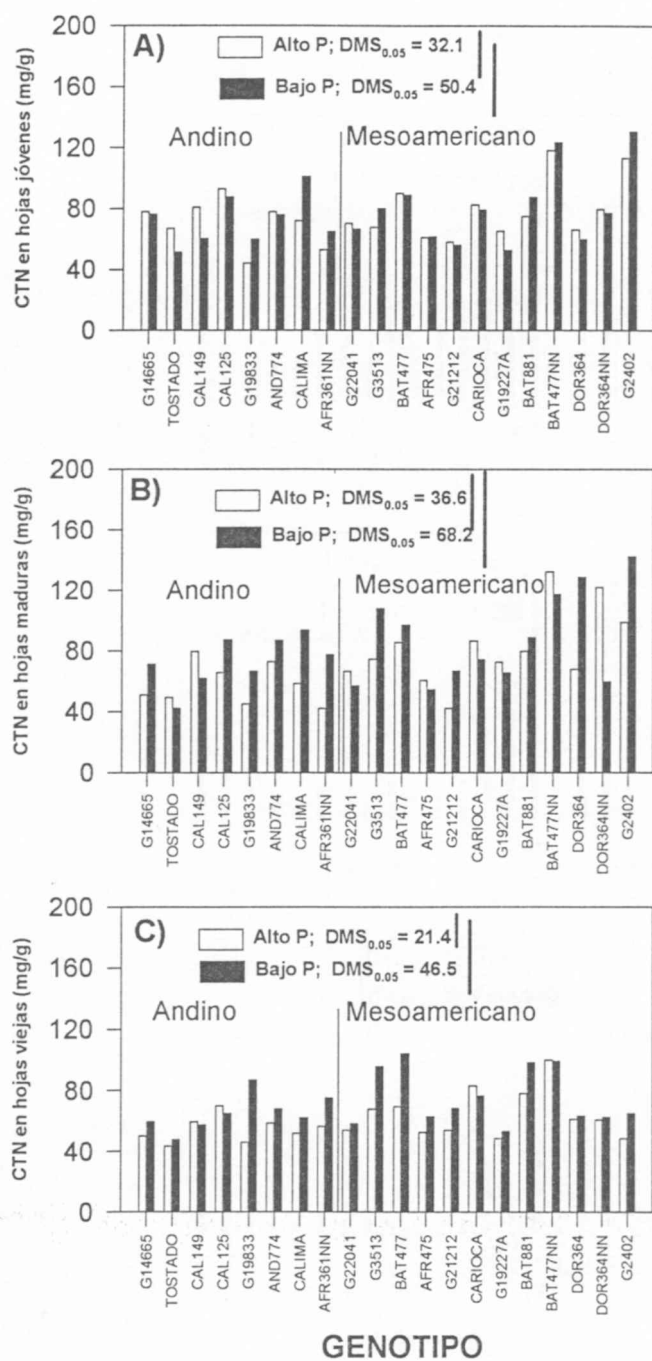 A)
Alto P; DMS0.05 = 32.1
Bajo P; DMS0.05 = 50.4
Andino
Mesoamericano
CTN en hojas jóvenes (mg/g)
200
160
120
80
40
0
G14665
TOSTADO
CAL149
CAL125
G19833
AND774
CALIMA
AFR361NN
G22041
G3513
BAT477
AFR475
G21212
CARIOCA
G19227A
BAT881
BAT477NN
DOR364
DOR364NN
G2402
B)
Alto P; DMS0.05 = 36.6
Bajo P; DMS0.05 = 68.2
Andino
Mesoamericano
CTN en hojas maduras (mg/g)
200
160
120
80
40
0
G14665
TOSTADO
CAL149
CAL125
G19833
AND774
CALIMA
AFR361NN
G22041
G3513
BAT477
AFR475
G21212
CARIOCA
G19227A
BAT881
BAT477NN
DOR364
DOR364NN
G2402
C)
Alto P; DMS0.05 = 21.4
Bajo P; DMS0.05 = 46.5
Andino
Mesoamericano
CTN en hojas viejas (mg/g)
200
160
120
80
40
0
G14665
TOSTADO
CAL149
CAL125
G19833
AND774
CALIMA
AFR361NN
G22041
G3513
BAT477
AFR475
G21212
CARIOCA
G19227A
BAT881
BAT477NN
DOR364
DOR364NN
G2402
GENOTIPO